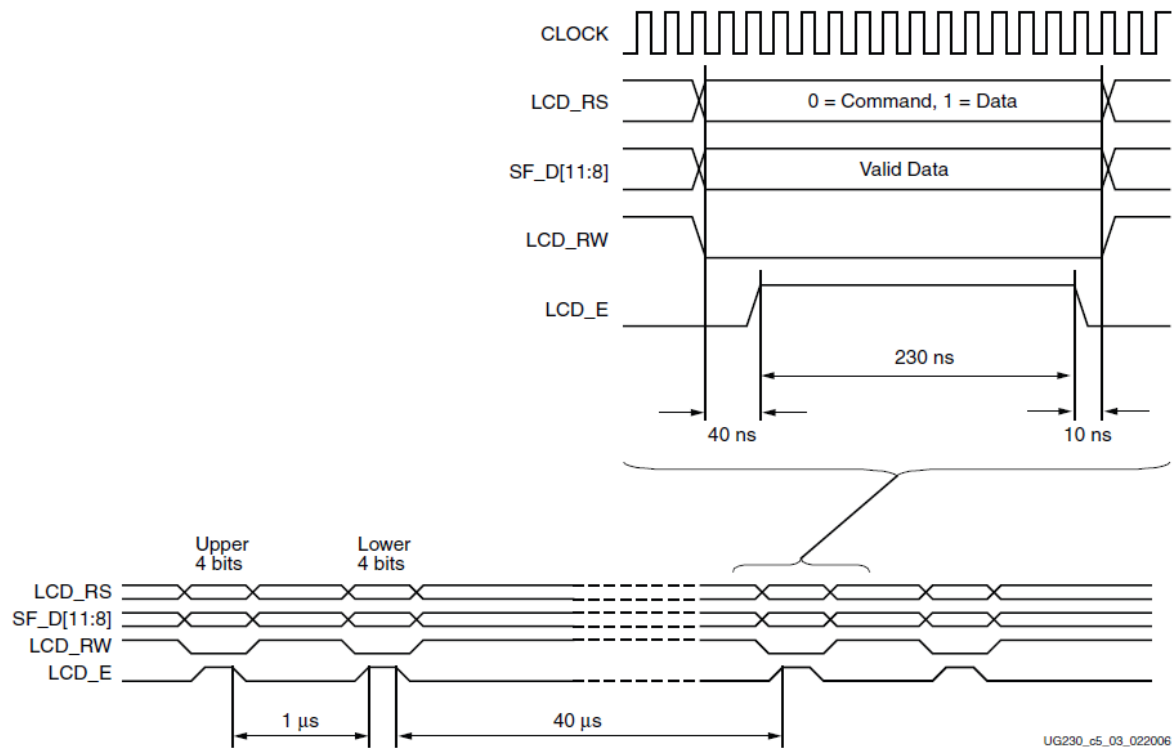 CLOCK
LCD_RS
0 = Command, 1 = Data
SF_D[11:8]
Valid Data
LCD_RW
LCD_E
230 ns
40 ns
10 ns
Upper
4 bits
Lower
4 bits
LCD_RS
SF_D[11:8]
LCD_RW
LCD_E
1 µs
40 µs
UG230_c5_03_022006